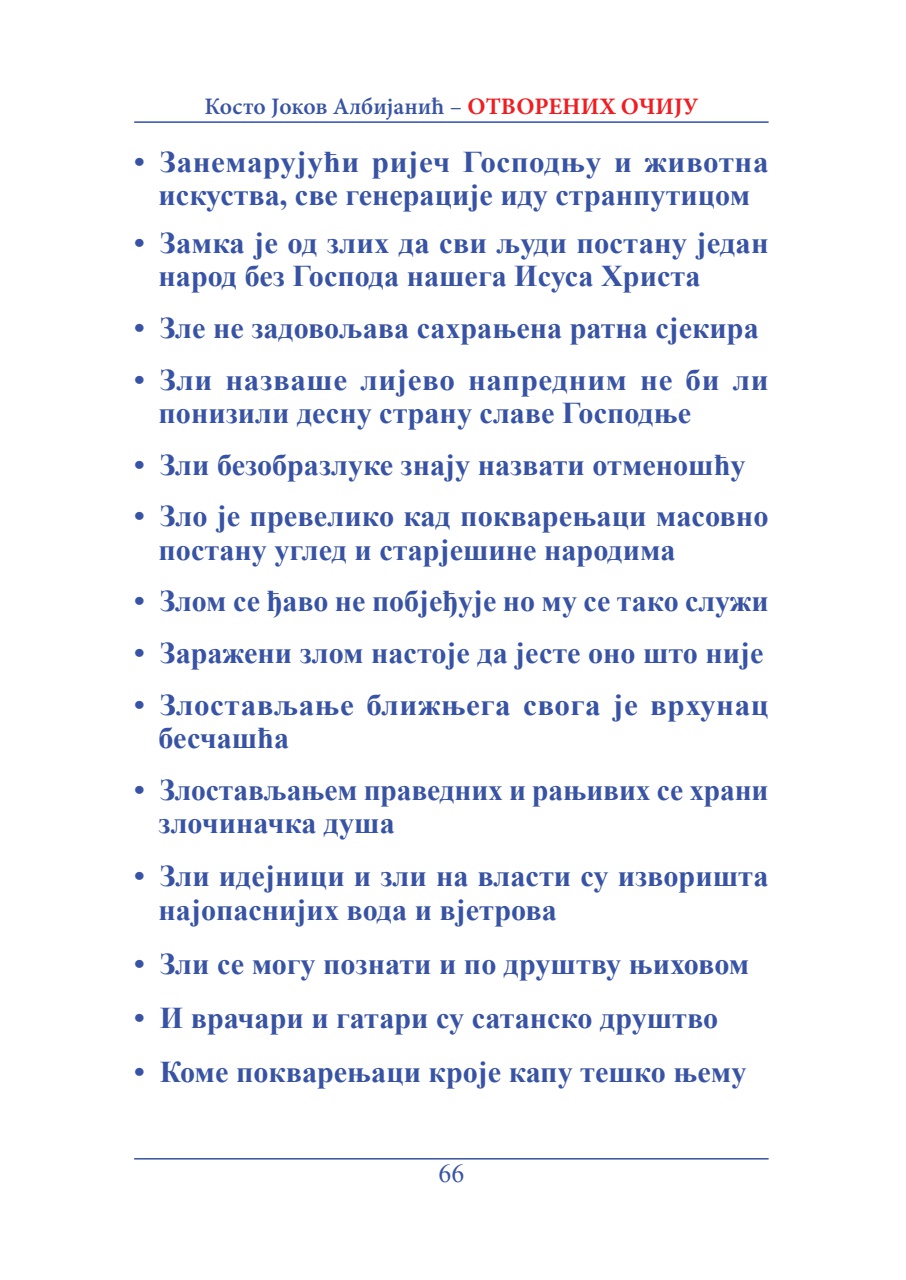 Косто Јоков Албијанић – ОТВОРЕНИХ ОЧИЈУ
• Занемарујући ријеч Господњу и животна
искуства, све генерације иду странпутицом
• Замка је од злих да сви људи постану један
народ без Господа нашега Исуса Христа
• Зле не задовољава сахрањена ратна сјекира
• Зли назваше лијево напредним не би ли
понизили десну страну славе Господње
• Зли безобразлуке знају назвати отменошћу
• Зло је превелико кад покварењаци масовно
постану углед и старјешине народима
• Злом се ђаво не побјеђује но му се тако служи
• Заражени злом настоје да јесте оно што није
• Злостављање ближњега свога је врхунац
бесчашћа
• Злостављањем праведних и рањивих се храни
злочиначка душа
• Зли идејници и зли на власти су изворишта
најопаснијих вода и вјетрова
• Зли се могу познати и по друштву њиховом
• И врачари и гатари су сатанско друштво
• Коме покварењаци кроје капу тешко њему
66